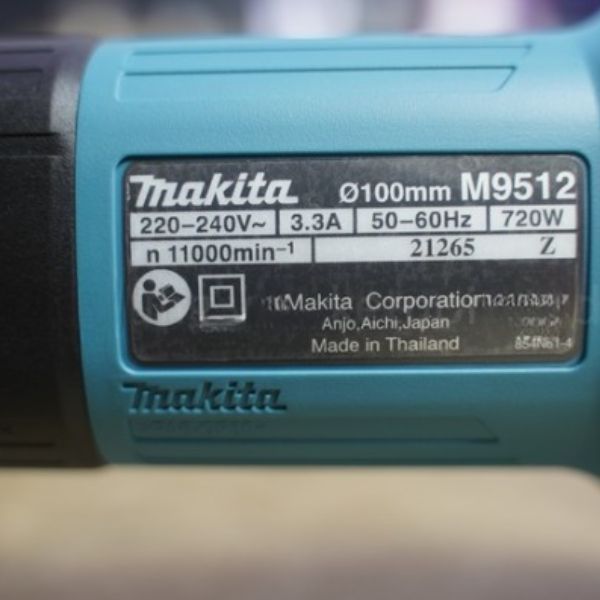 makita Ø100mm M9512
220–240V~ 3.3A 50–60Hz 720W
n 11000min⁻¹ 21265 Z
Makita Corporation
Anjo,Aichi,Japan
Made in Thailand
makita